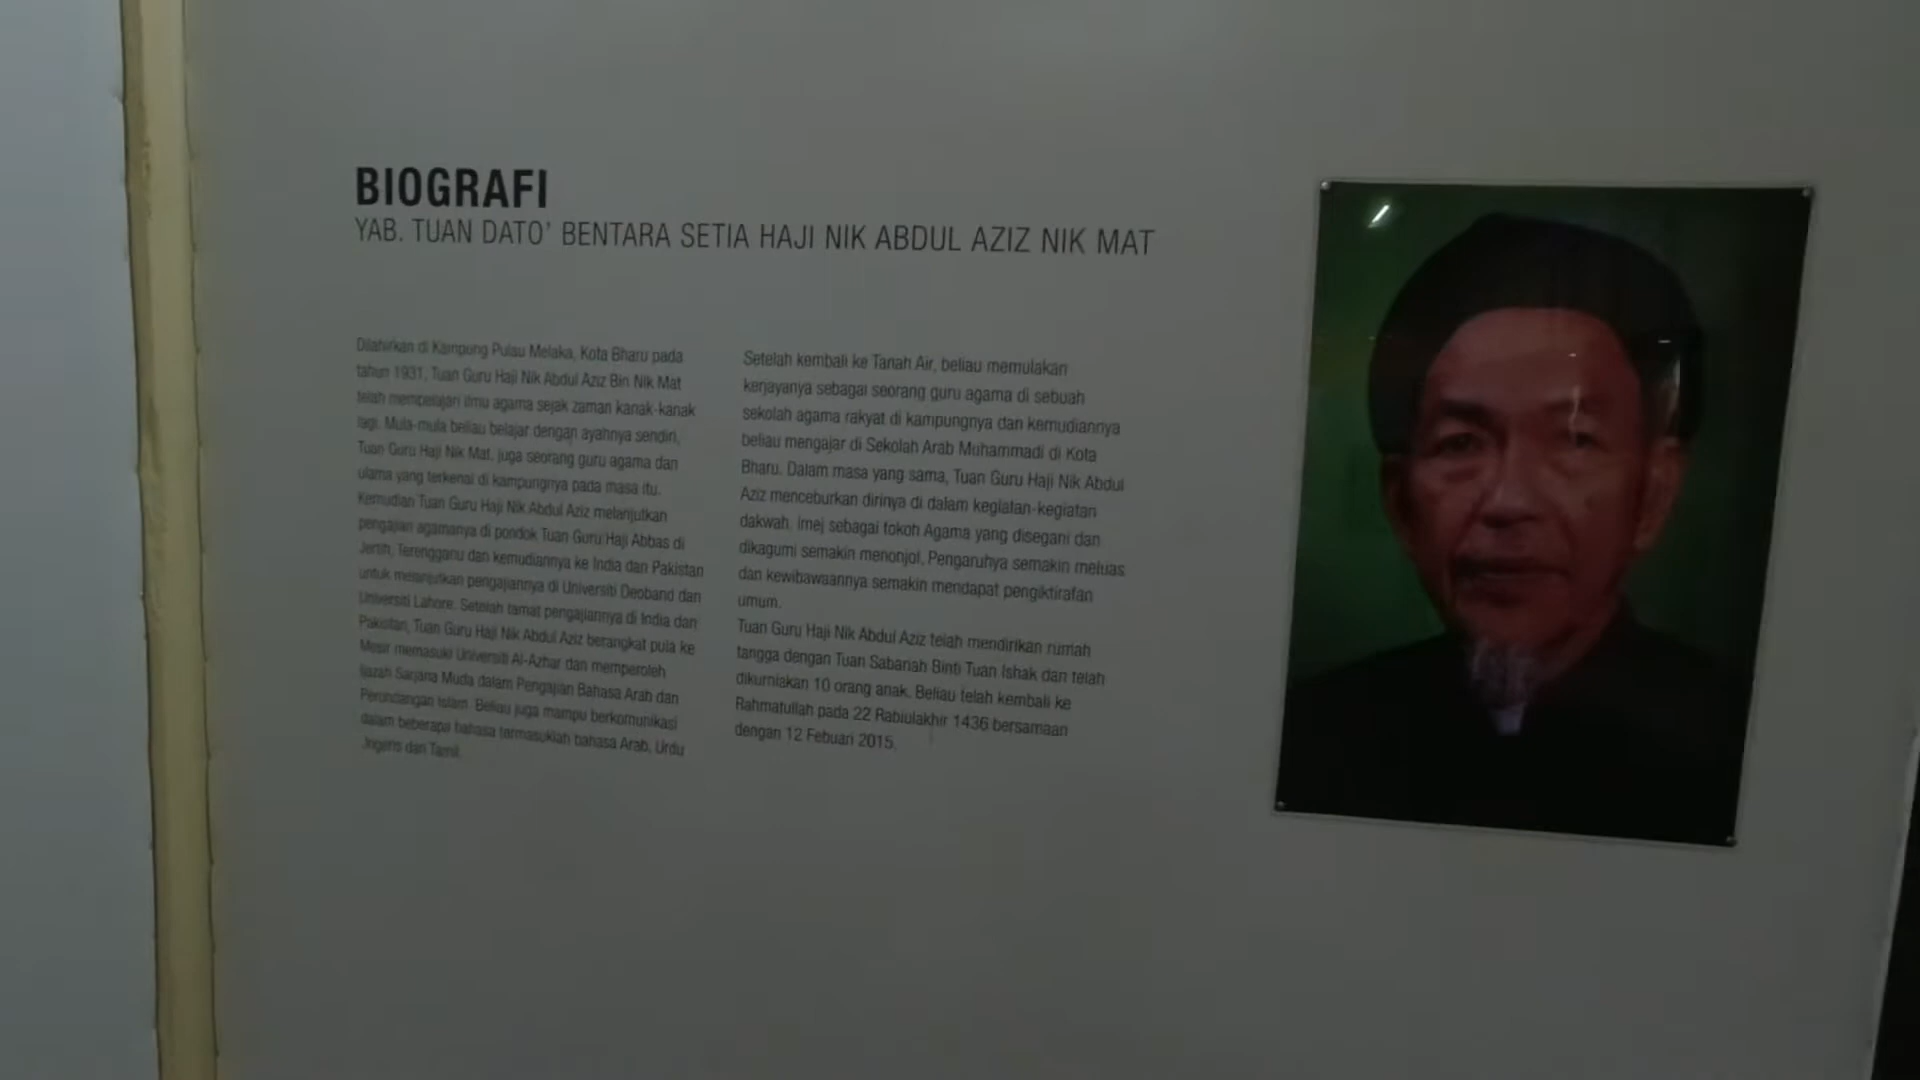 BIOGRAFI
YAB. TUAN DATO' BENTARA SETIA HAJI NIK ABDUL AZIZ NIK MAT
Dilahirkan di Kampung Pulau Melaka, Kota Bharu pada
tahun 1931, Tuan Guru Haji Nik Abdul Aziz Bin Nik Mat
telah mempelajari ilmu agama sejak zaman kanak-kanak
lagi. Mula-mula beliau belajar dengan ayahnya sendiri,
Tuan Guru Haji Nik Mat, juga seorang guru agama dan
ulama yang terkenal di kampungnya pada masa itu.
Kemudian Tuan Guru Haji Nik Abdul Aziz melanjutkan
pengajian agamanya di pondok Tuan Guru Haji Abbas di
Jertih, Terengganu dan kemudiannya ke India dan Pakistan
untuk melanjutkan pengajiannya di Universiti Deoband dan
Universiti Lahore. Setelah tamat pengajiannya di India dan
Pakistan, Tuan Guru Haji Nik Abdul Aziz berangkat pula ke
Mesir memasuki Universiti Al-Azhar dan memperoleh
Ijazah Sarjana Muda dalam Pengajian Bahasa Arab dan
Perundangan Islam. Beliau juga mampu berkomunikasi
dalam beberapa bahasa termasuklah bahasa Arab, Urdu
,Inggeris dan Tamil.
Setelah kembali ke Tanah Air, beliau memulakan
kerjayanya sebagai seorang guru agama di sebuah
sekolah agama rakyat di kampungnya dan kemudiannya
beliau mengajar di Sekolah Arab Muhammadi di Kota
Bharu. Dalam masa yang sama, Tuan Guru Haji Nik Abdul
Aziz menceburkan dirinya di dalam kegiatan-kegiatan
dakwah. Imej sebagai tokoh Agama yang disegani dan
dikagumi semakin menonjol. Pengaruhya semakin meluas
dan kewibawaannya semakin mendapat pengiktirafan
umum.
Tuan Guru Haji Nik Abdul Aziz telah mendirikan rumah
tangga dengan Tuan Sabariah Binti Tuan Ishak dan telah
dikurniakan 10 orang anak. Beliau telah kembali ke
Rahmatullah pada 22 Rabiulakhir 1436 bersamaan
dengan 12 Febuari 2015.